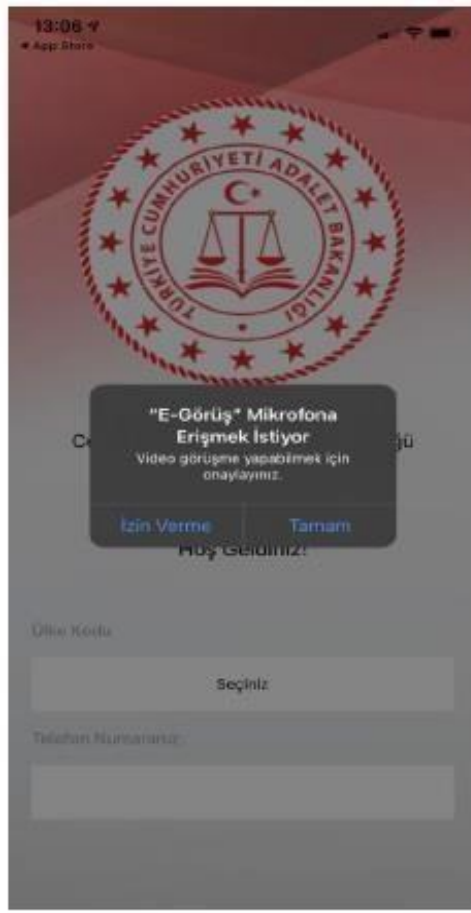 13:06
App Store
TÜRKİYE CUMHURİYETİ ADALET BAKANLIĞI
"E-Görüş" Mikrofona
Erişmek İstiyor
Video görüşme yapabilmek için
onaylayınız.
İzin Verme
Tamam
Hoş Geldiniz!
Ülke Kodu
Seçiniz
Telefon Numaranız